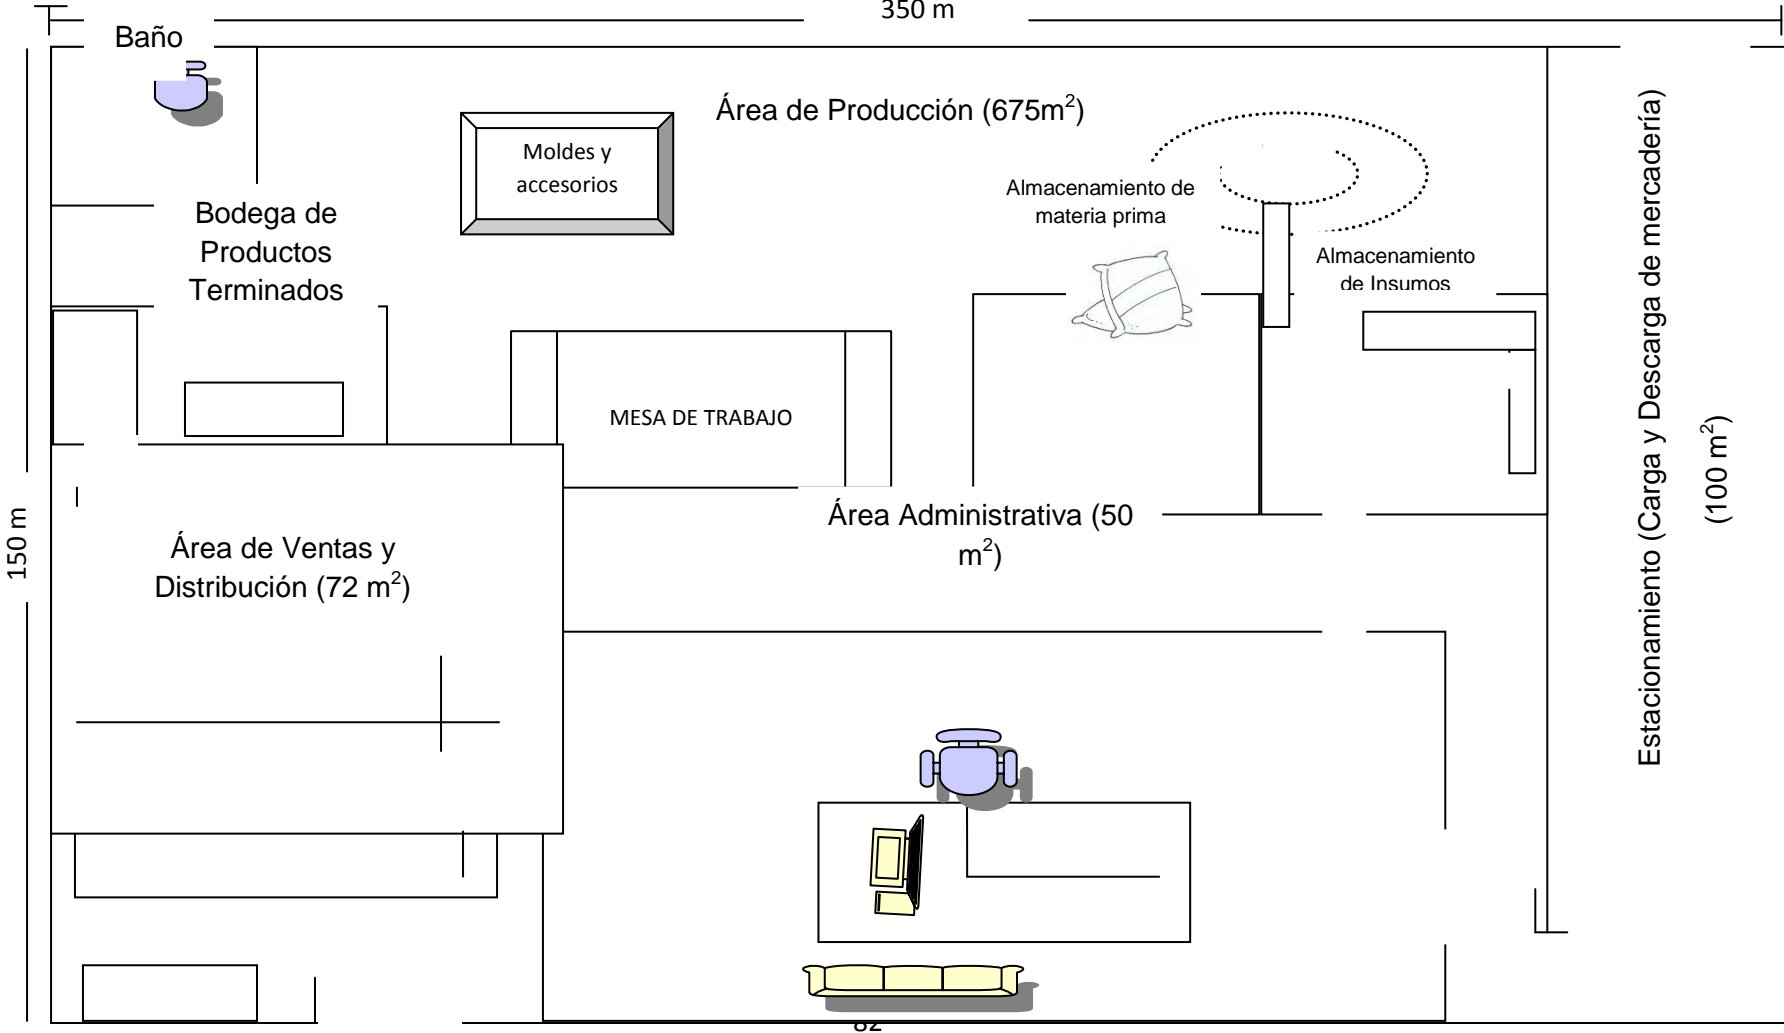 350 m
Baño
Área de Producción (675m²)
Moldes y
accesorios
Almacenamiento de
materia prima
Bodega de
Productos
Terminados
Almacenamiento
de Insumos
MESA DE TRABAJO
Área Administrativa (50
m²)
Área de Ventas y
Distribución (72 m²)
150 m
Estacionamiento (Carga y Descarga de mercadería)
(100 m²)
82